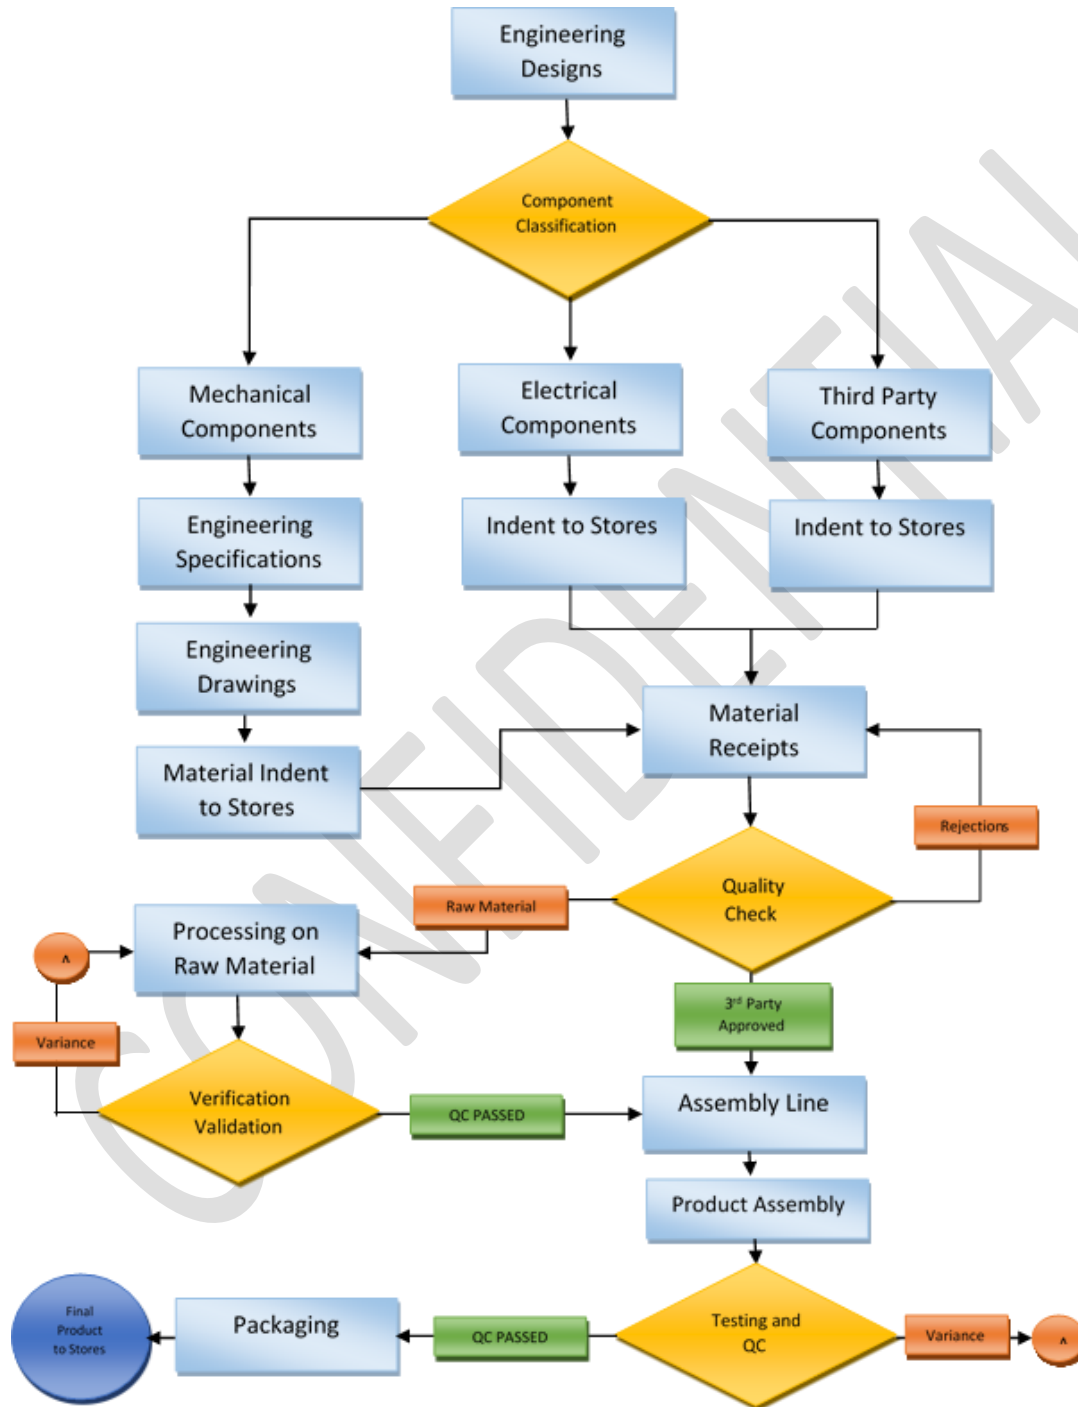 Engineering
Designs
Component
Classification
Mechanical
Components
Electrical
Components
Third Party
Components
Engineering
Specifications
Indent to Stores
Indent to Stores
Engineering
Drawings
Material
Receipts
Material Indent
to Stores
Rejections
Quality
Check
Raw Material
Processing on
Raw Material
^
3rd Party
Approved
Variance
Verification
Validation
QC PASSED
Assembly Line
Product Assembly
Final
Product
to Stores
Packaging
QC PASSED
Testing and
QC
Variance
^
CONFIDENTIAL